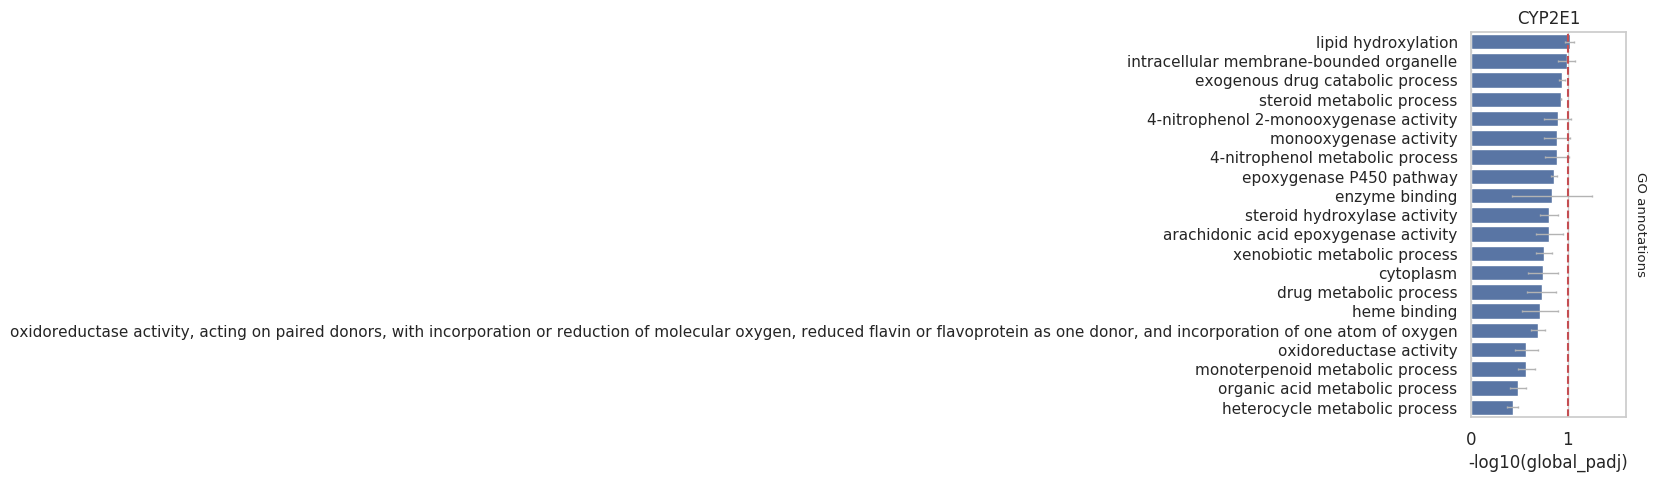 CYP2E1
lipid hydroxylation
intracellular membrane-bounded organelle
exogenous drug catabolic process
steroid metabolic process
4-nitrophenol 2-monooxygenase activity
monooxygenase activity
4-nitrophenol metabolic process
epoxygenase P450 pathway
enzyme binding
steroid hydroxylase activity
arachidonic acid epoxygenase activity
xenobiotic metabolic process
cytoplasm
drug metabolic process
heme binding
oxidoreductase activity, acting on paired donors, with incorporation or reduction of molecular oxygen, reduced flavin or flavoprotein as one donor, and incorporation of one atom of oxygen
oxidoreductase activity
monoterpenoid metabolic process
organic acid metabolic process
heterocycle metabolic process
GO annotations
0 1
-log10(global_padj)